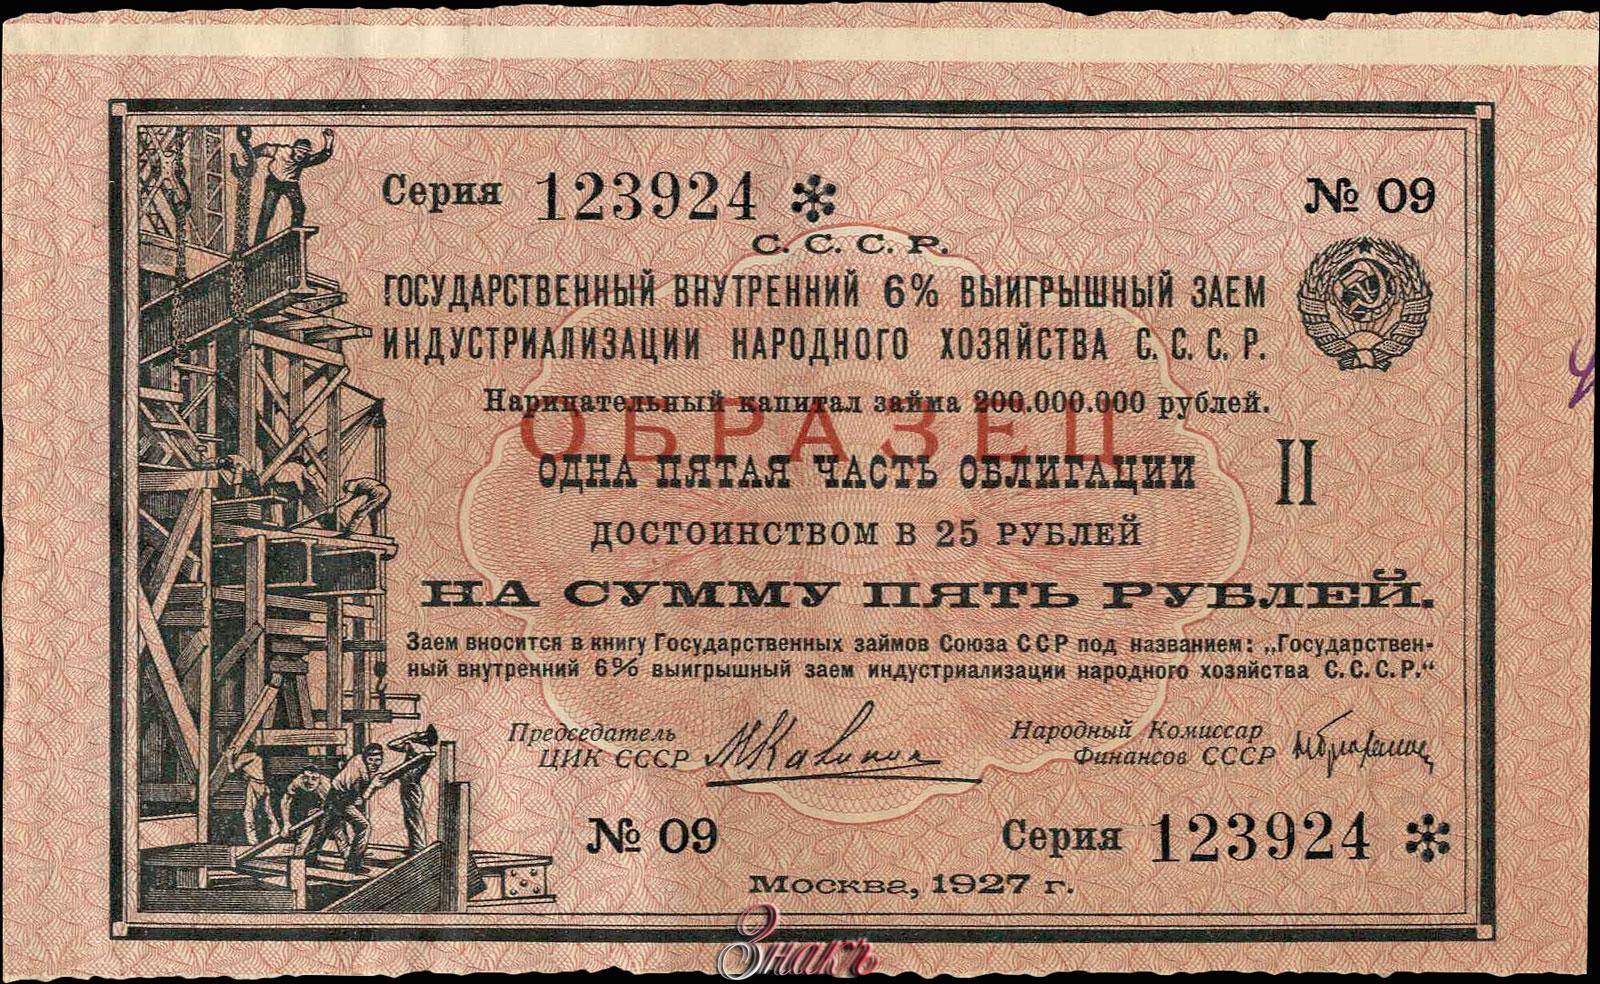 Серия 123924 * № 09
С. С. С. Р.
ГОСУДАРСТВЕННЫЙ ВНУТРЕННИЙ 6% ВЫИГРЫШНЫЙ ЗАЕМ
ИНДУСТРИАЛИЗАЦИИ НАРОДНОГО ХОЗЯЙСТВА С. С. С. Р.
Нарицательный капитал займа 200.000.000 рублей.
ОБРАЗЕЦ
ОДНА ПЯТАЯ ЧАСТЬ ОБЛИГАЦИИ II
ДОСТОИНСТВОМ В 25 РУБЛЕЙ
НА СУММУ ПЯТЬ РУБЛЕЙ.
Заем вносится в книгу Государственных займов Союза ССР под названием: „Государствен-
ный внутренний 6% выигрышный заем индустриализации народного хозяйства С.С.С.Р.“
Председатель
ЦИК СССР
М Калинин
Народный Комиссар
Финансов СССР
№ 09
Серия 123924 *
Москва, 1927 г.
Знакъ